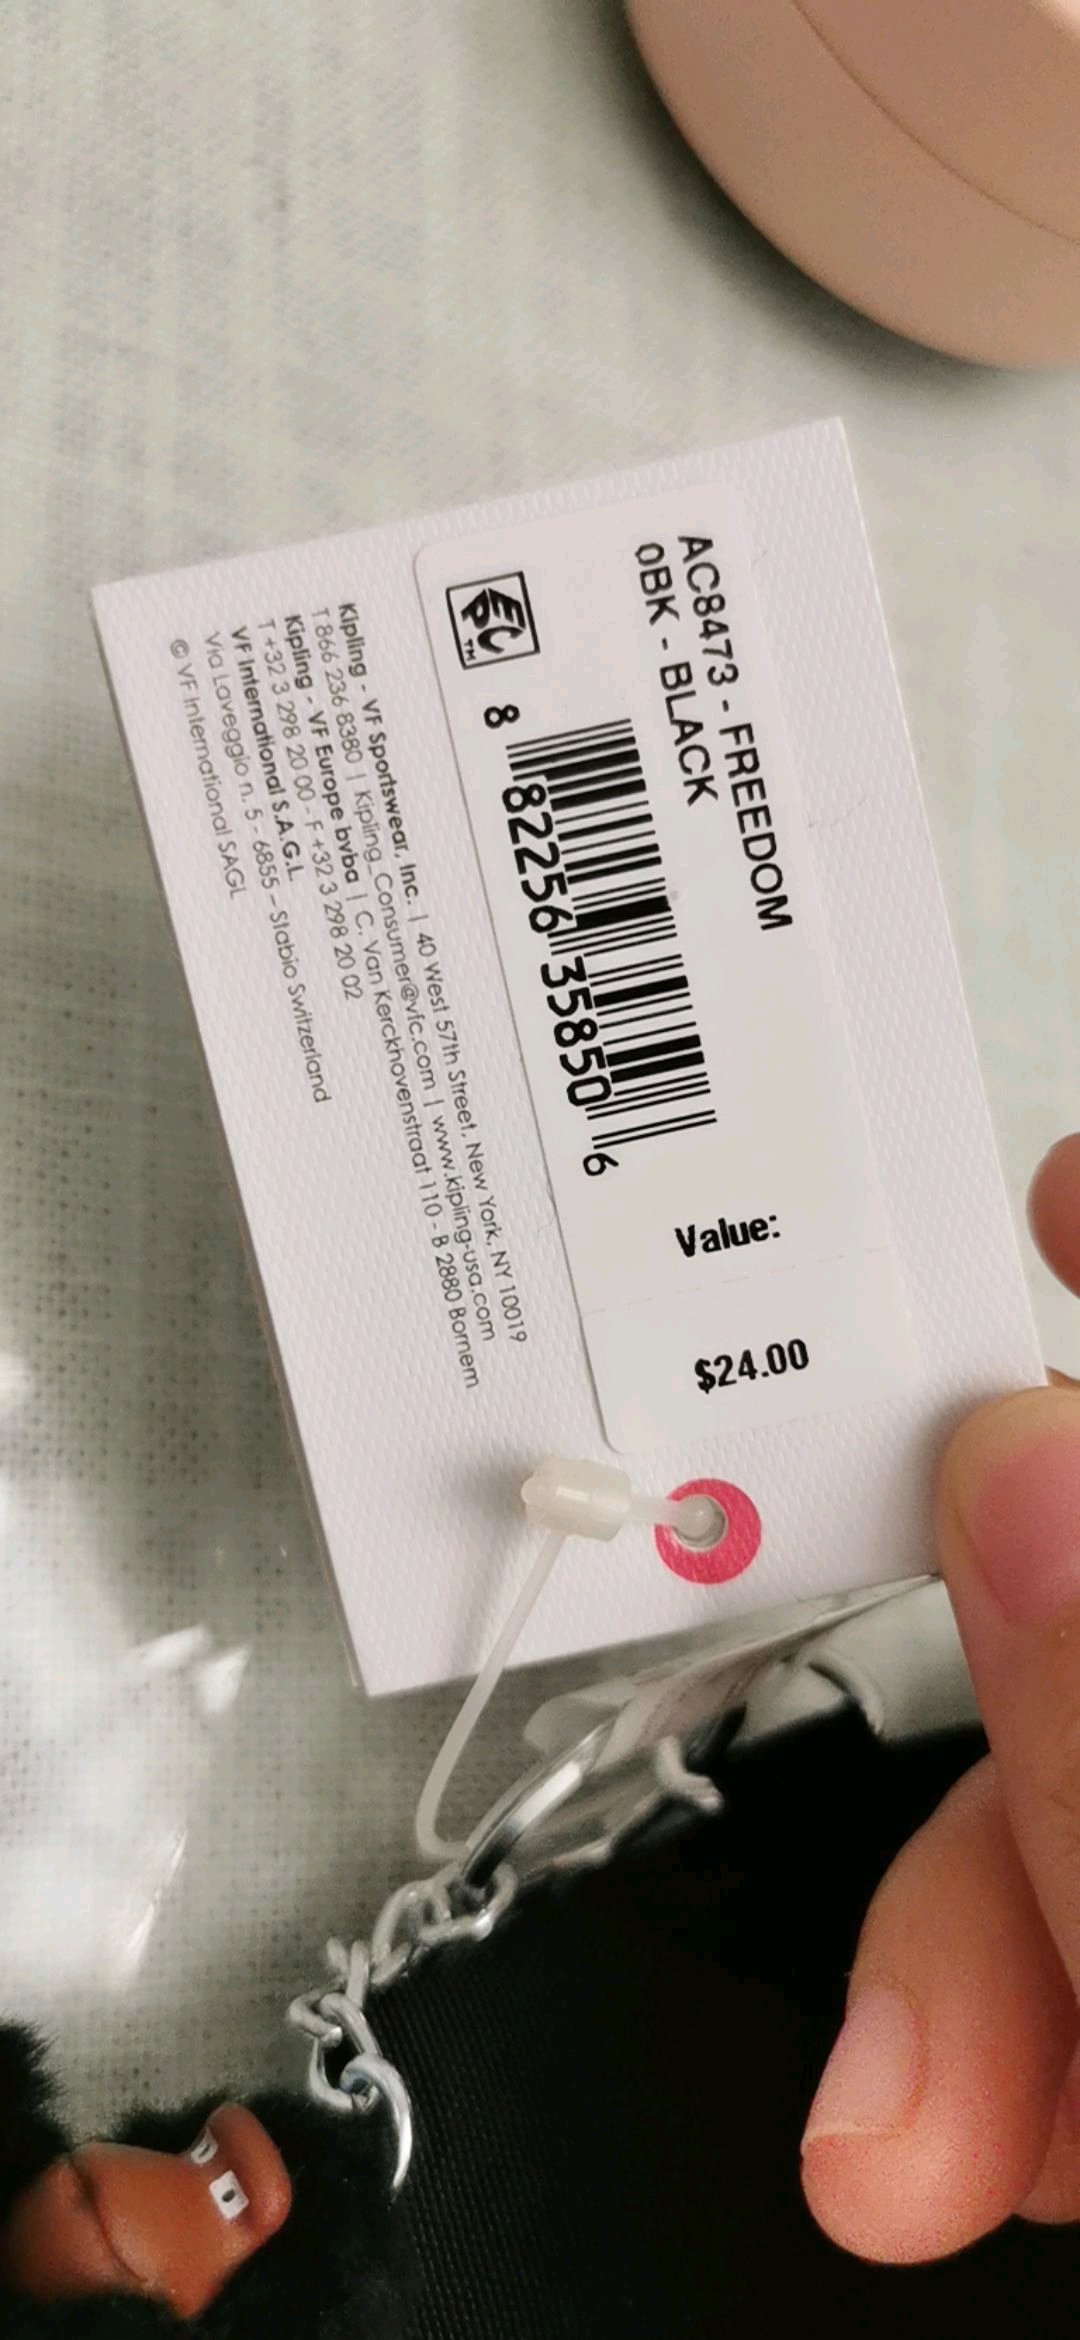 AC8473 - FREEDOM
0BK - BLACK
8 82256 35850 6
EPC™
Value:
$24.00
Kipling - VF Sportswear, Inc. | 40 West 57th Street, New York, NY 10019
T 866 236 8380 | Kipling_Consumer@vfc.com | www.kipling-usa.com
Kipling - VF Europe bvba | C. Van Kerckhovenstraat 110 - B 2880 Bornem
T +32 3 298 20 00 - F +32 3 298 20 02
VF International S.A.G.L.
Via Laveggio n. 5 - 6855 – Stabio Switzerland
© VF International SAGL